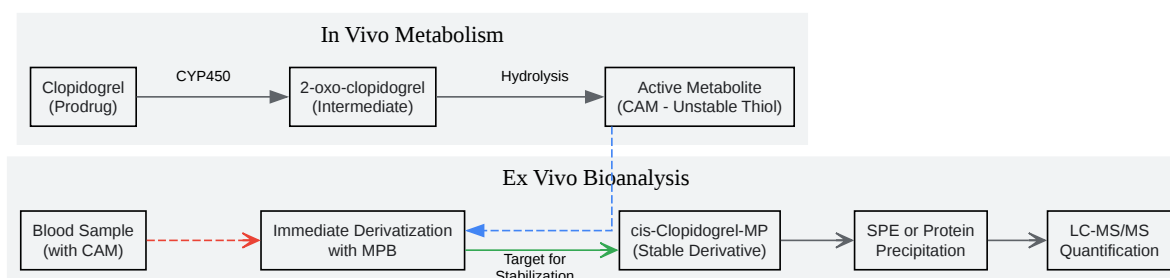 In Vivo Metabolism
Clopidogrel
(Prodrug)
CYP450
2-oxo-clopidogrel
(Intermediate)
Hydrolysis
Active Metabolite
(CAM - Unstable Thiol)
Ex Vivo Bioanalysis
Blood Sample
(with CAM)
Immediate Derivatization
with MPB
Target for
Stabilization
cis-Clopidogrel-MP
(Stable Derivative)
SPE or Protein
Precipitation
LC-MS/MS
Quantification